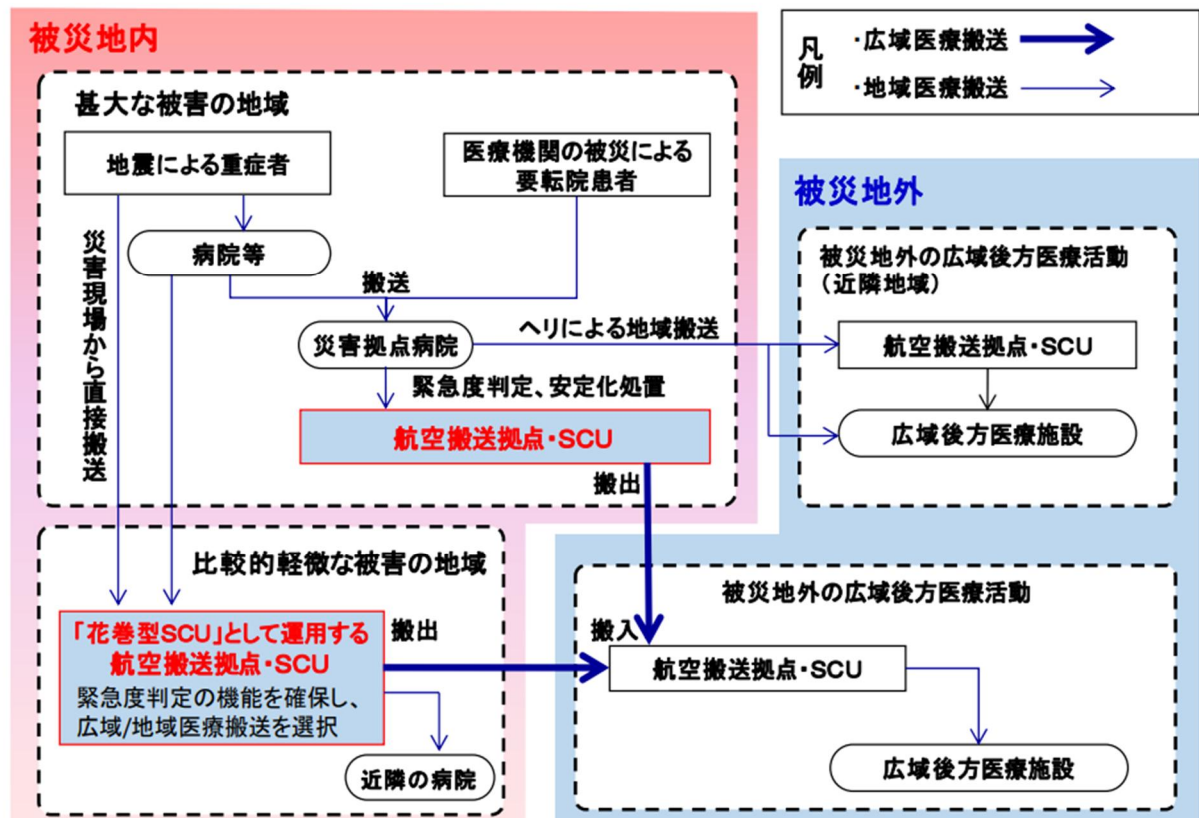 被災地内
凡例
・広域医療搬送
・地域医療搬送
甚大な被害の地域
地震による重症者
医療機関の被災による
要転院患者
病院等
搬送
災害現場から直接搬送
災害拠点病院
ヘリによる地域搬送
緊急度判定、安定化処置
航空搬送拠点・SCU
搬出
被災地外
被災地外の広域後方医療活動
（近隣地域）
航空搬送拠点・SCU
広域後方医療施設
比較的軽微な被害の地域
「花巻型SCU」として運用する
航空搬送拠点・SCU
緊急度判定の機能を確保し、
広域/地域医療搬送を選択
搬出
近隣の病院
被災地外の広域後方医療活動
搬入
航空搬送拠点・SCU
広域後方医療施設